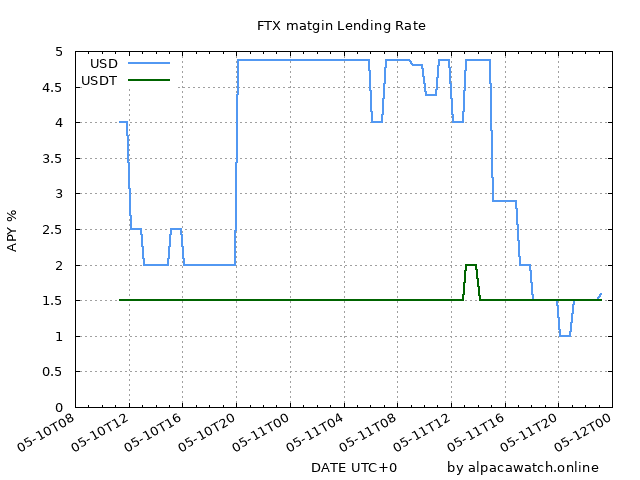 FTX matgin Lending Rate
USD
USDT
5
4.5
4
3.5
3
2.5
2
1.5
1
0.5
0
APY %
05-10T08
05-10T12
05-10T16
05-10T20
05-11T00
05-11T04
05-11T08
05-11T12
05-11T16
05-11T20
05-12T00
DATE UTC+0
by alpacawatch.online